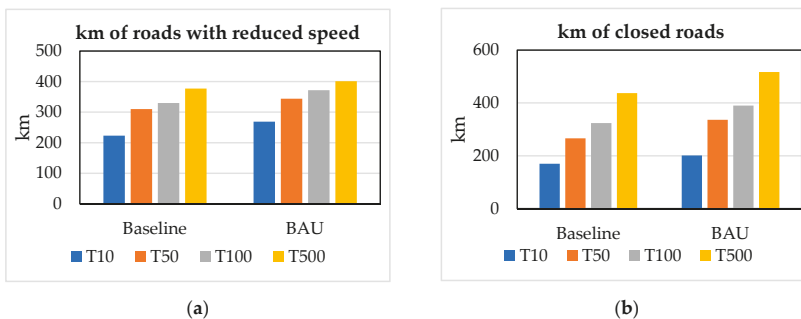 km of roads with reduced speed
500
400
300
200
100
0
km
Baseline BAU
T10 T50 T100 T500
(a)
km of closed roads
600
400
200
0
km
Baseline BAU
T10 T50 T100 T500
(b)